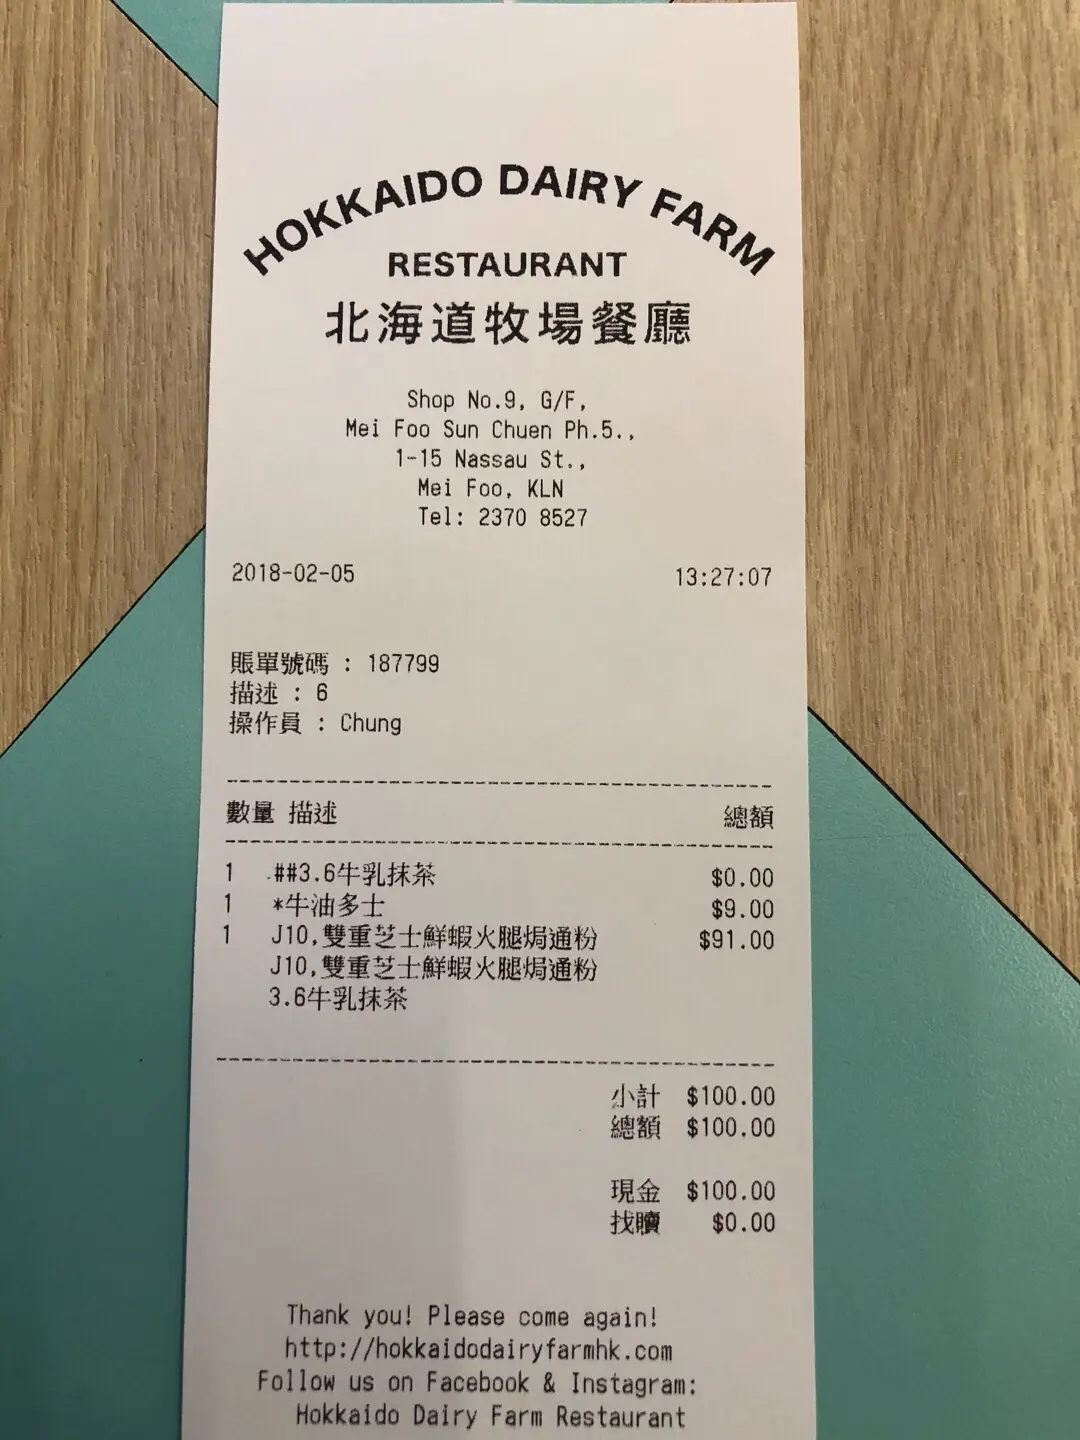 HOKKAIDO DAIRY FARM
RESTAURANT
北海道牧場餐廳
Shop No.9, G/F,
Mei Foo Sun Chuen Ph.5.,
1-15 Nassau St.,
Mei Foo, KLN
Tel: 2370 8527
2018-02-05 13:27:07
賬單號碼 : 187799
描述 : 6
操作員 : Chung
數量 描述 總額
1 ##3.6牛乳抹茶 $0.00
1 *牛油多士 $9.00
1 J10,雙重芝士鮮蝦火腿焗通粉 $91.00
J10,雙重芝士鮮蝦火腿焗通粉
3.6牛乳抹茶
小計 $100.00
總額 $100.00
現金 $100.00
找贖 $0.00
Thank you! Please come again!
http://hokkaidodairyfarmhk.com
Follow us on Facebook & Instagram:
Hokkaido Dairy Farm Restaurant